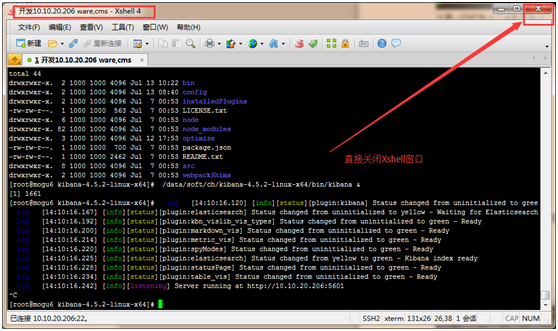 开发10.10.20.206 ware,cms - Xshell 4
文件(F) 编辑(E) 查看(V) 工具(T) 窗口(W) 帮助(H)
新建 重新连接
1 开发10.10.20.206 ware,cms
total 44
drwxrwxr-x. 2 1000 1000 4096 Jul 13 10:22 bin
drwxrwxr-x. 2 1000 1000 4096 Jul 13 08:40 config
drwxrwxr-x. 2 1000 1000 4096 Jul 7 00:53 installedPlugins
-rw-rw-r--. 1 1000 1000 563 Jul 7 00:53 LICENSE.txt
drwxrwxr-x. 6 1000 1000 4096 Jul 7 00:53 node
drwxrwxr-x. 82 1000 1000 4096 Jul 7 00:53 node_modules
drwxrwxr-x. 3 1000 1000 4096 Jul 12 17:53 optimize
-rw-rw-r--. 1 1000 1000 700 Jul 7 00:53 package.json
-rw-rw-r--. 1 1000 1000 2462 Jul 7 00:53 README.txt
drwxrwxr-x. 8 1000 1000 4096 Jul 7 00:53 src
drwxrwxr-x. 2 1000 1000 4096 Jul 7 00:53 webpackShims
直接关闭Xshell窗口
[root@mogu6 kibana-4.5.2-linux-x64]# /data/soft/ch/kibana-4.5.2-linux-x64/bin/kibana &
[1] 1661
[root@mogu6 kibana-4.5.2-linux-x64]# log [14:10:16.120] [info][status][plugin:kibana] Status changed from uninitialized to gree
log [14:10:16.167] [info][status][plugin:elasticsearch] Status changed from uninitialized to yellow - Waiting for Elasticsearch
log [14:10:16.192] [info][status][plugin:kbn_vislib_vis_types] Status changed from uninitialized to green - Ready
log [14:10:16.200] [info][status][plugin:markdown_vis] Status changed from uninitialized to green - Ready
log [14:10:16.214] [info][status][plugin:metric_vis] Status changed from uninitialized to green - Ready
log [14:10:16.220] [info][status][plugin:spyModes] Status changed from uninitialized to green - Ready
log [14:10:16.225] [info][status][plugin:elasticsearch] Status changed from yellow to green - Kibana index ready
log [14:10:16.228] [info][status][plugin:statusPage] Status changed from uninitialized to green - Ready
log [14:10:16.234] [info][status][plugin:table_vis] Status changed from uninitialized to green - Ready
log [14:10:16.242] [info][listening] Server running at http://10.10.20.206:5601
^C
[root@mogu6 kibana-4.5.2-linux-x64]#
已连接 10.10.20.206:22。 SSH2 xterm 131x26 26,38 1 会话 CAP NUM